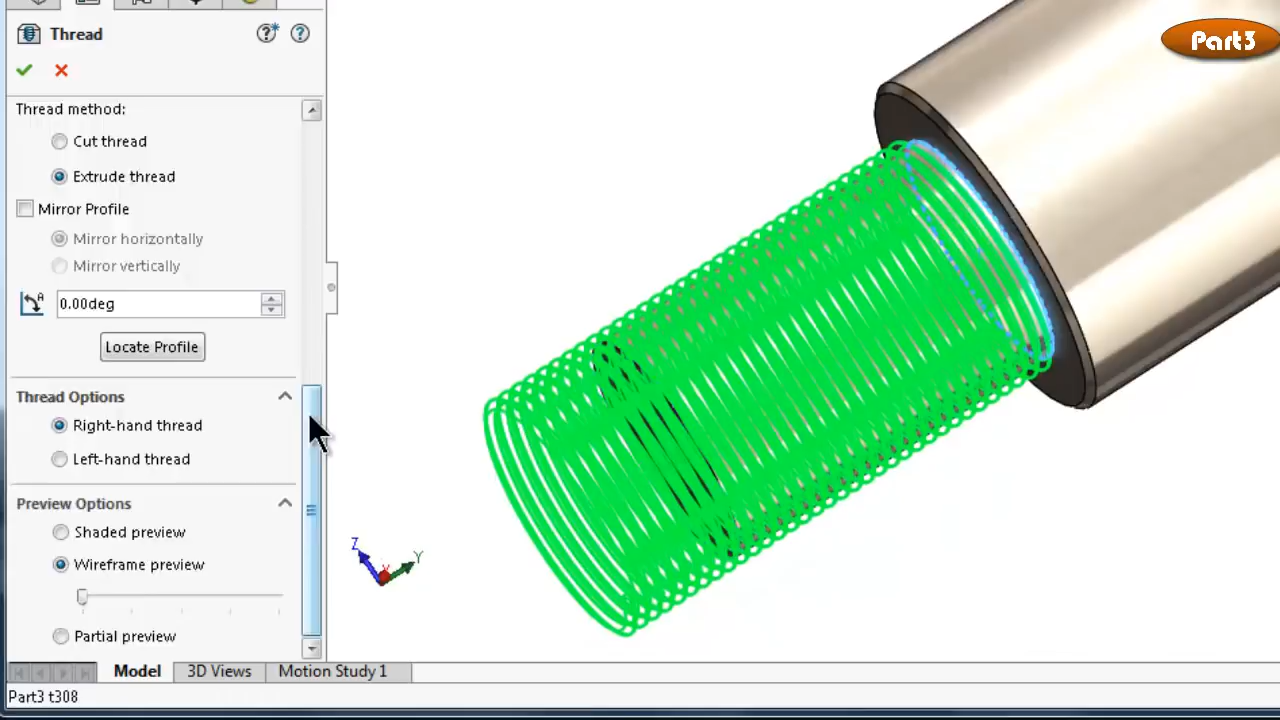 Part3
Thread
Thread method:
Cut thread
Extrude thread
Mirror Profile
Mirror horizontally
Mirror vertically
A
0.00deg
Locate Profile
Thread Options
Right-hand thread
Left-hand thread
Preview Options
Shaded preview
Wireframe preview
Partial preview
Z
X
Y
Model
3D Views
Motion Study 1
Part3 t308